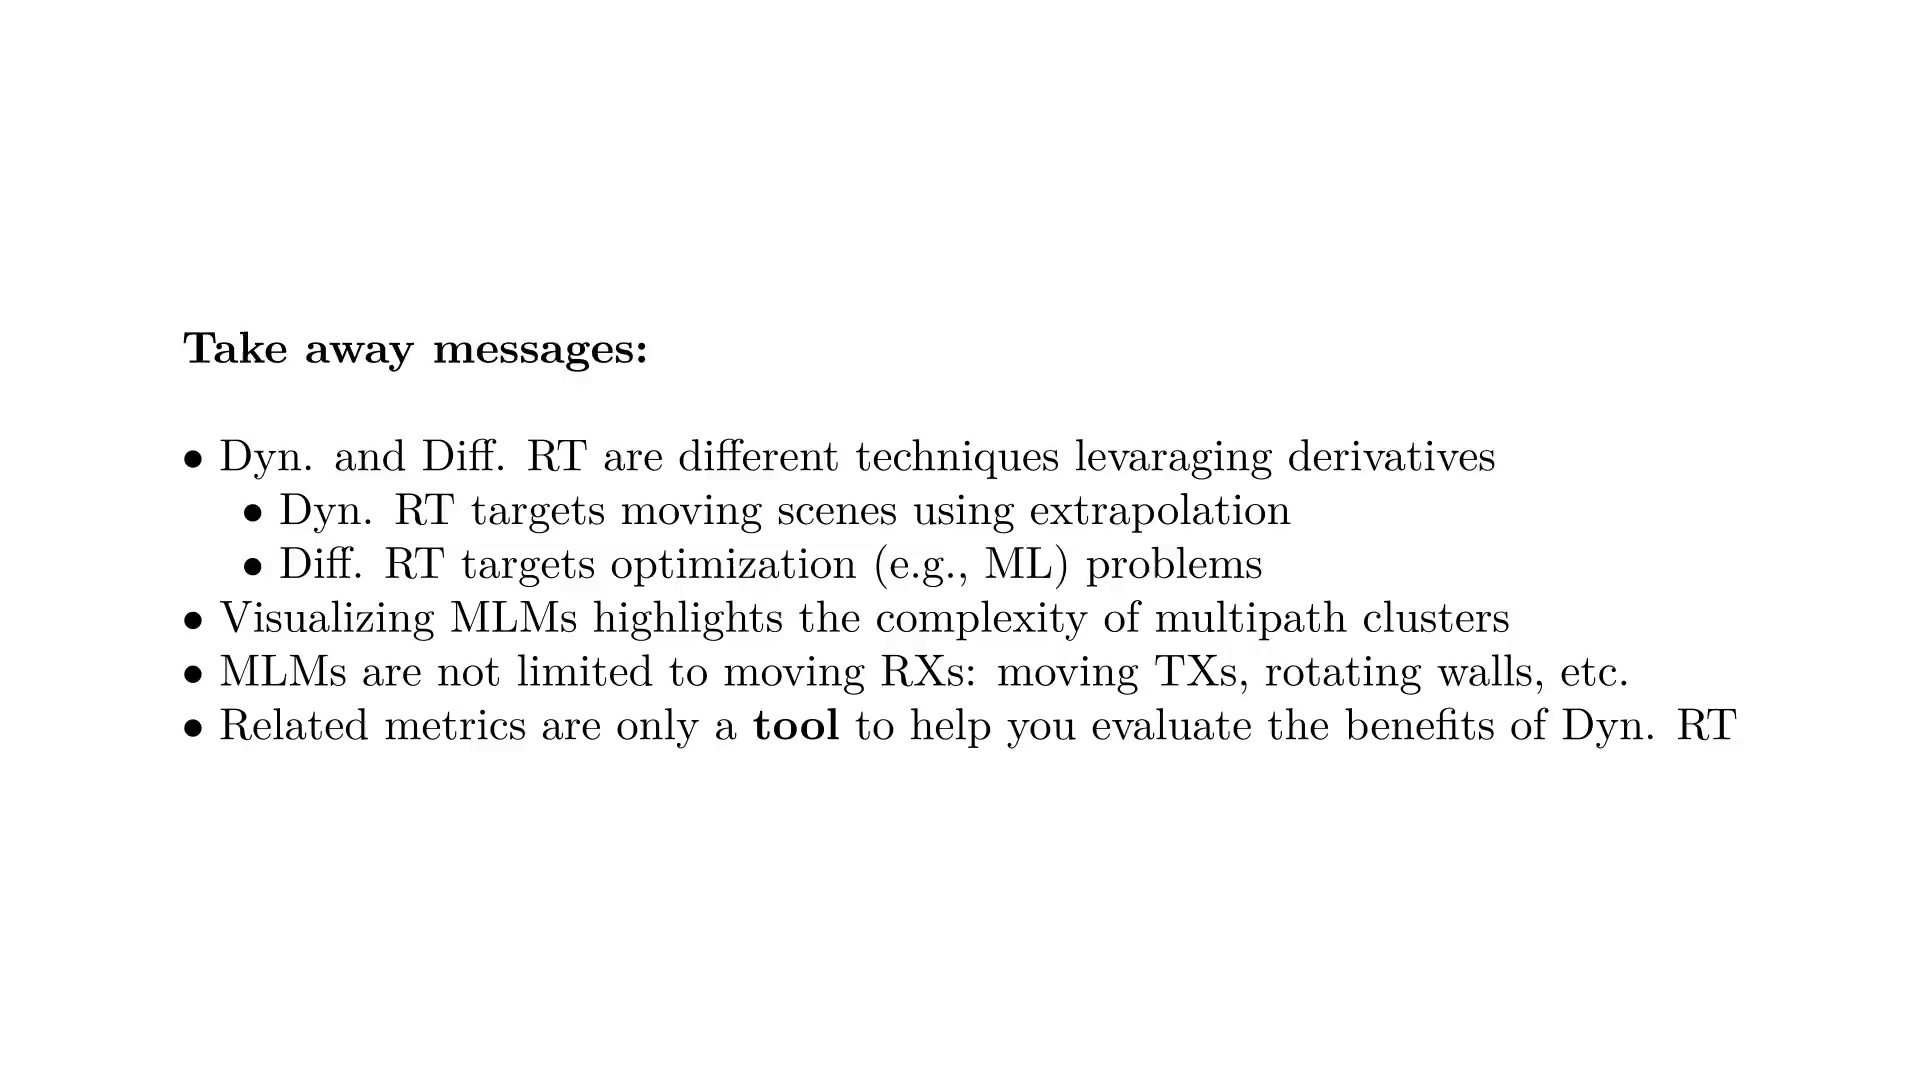 Take away messages:
• Dyn. and Diff. RT are different techniques levaraging derivatives
• Dyn. RT targets moving scenes using extrapolation
• Diff. RT targets optimization (e.g., ML) problems
• Visualizing MLMs highlights the complexity of multipath clusters
• MLMs are not limited to moving RXs: moving TXs, rotating walls, etc.
• Related metrics are only a tool to help you evaluate the benefits of Dyn. RT